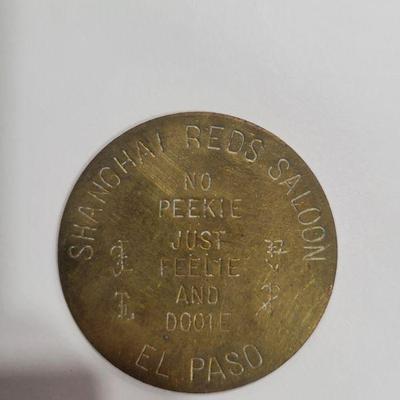 SHANGHAI REDS SALOON
NO
PEEKIE
JUST
FEELIE
AND
DOOIE
EL PASO